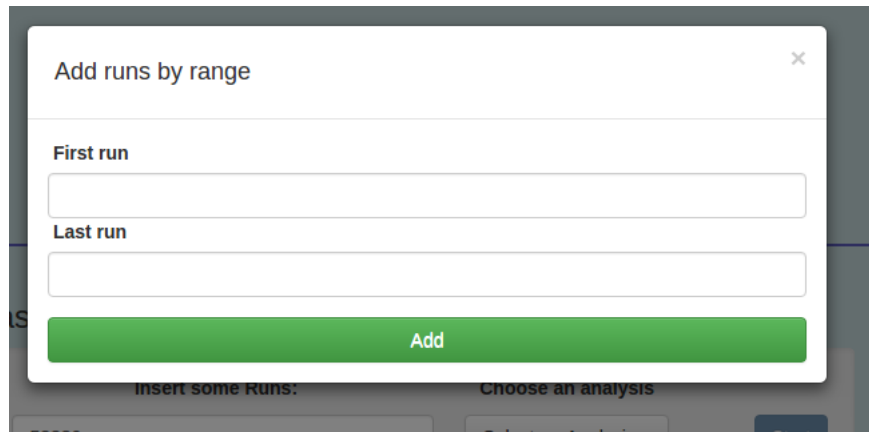 Add runs by range
×
First run
Last run
Add
Insert some Runs:
Choose an analysis